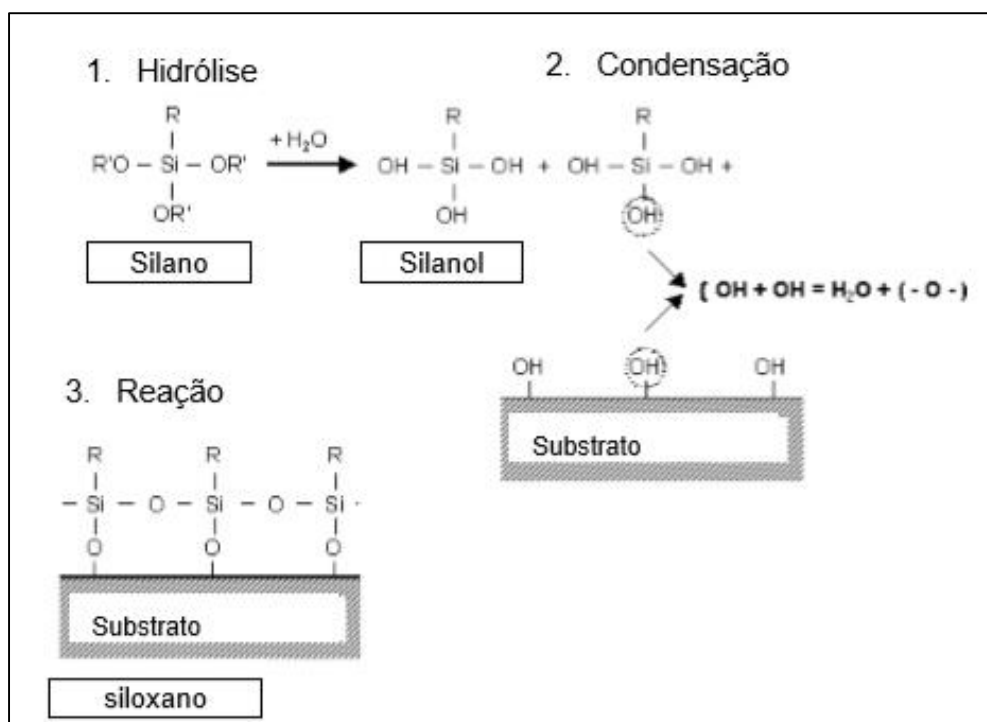 1. Hidrólise
R
R'O – Si – OR'
OR'
Silano
+ H₂O
R
OH – Si – OH +
OH
Silanol
2. Condensação
R
OH – Si – OH +
OH
( OH + OH = H₂O + ( - O - )
OH OH OH
Substrato
3. Reação
R R R
– Si – O – Si – O – Si -
O O O
Substrato
siloxano